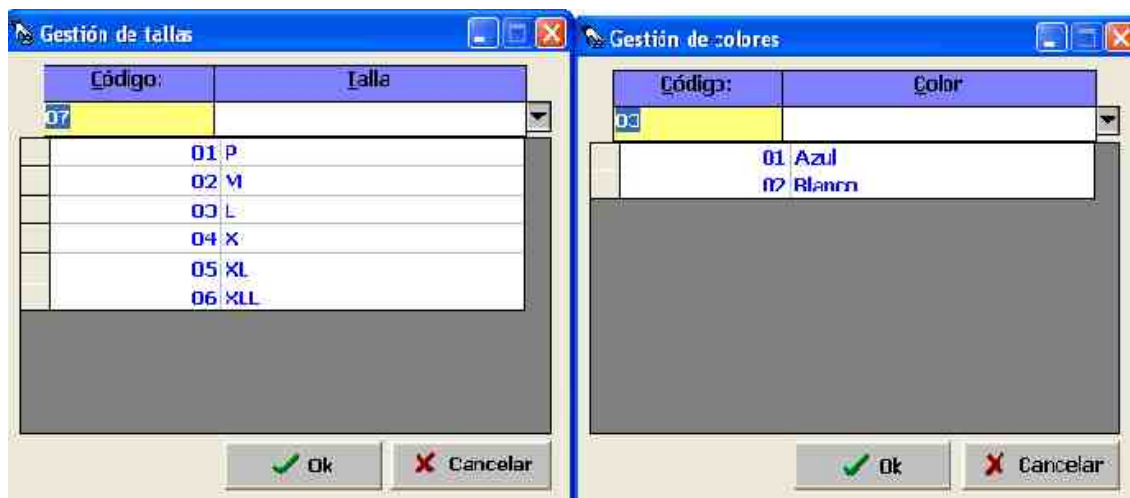 Gestión de tallas
Código: Talla
07
01 P
02 M
03 L
04 X
05 XL
06 XLL
Ok Cancelar
Gestión de colores
Código: Color
03
01 Azul
02 Blanco
Ok Cancelar